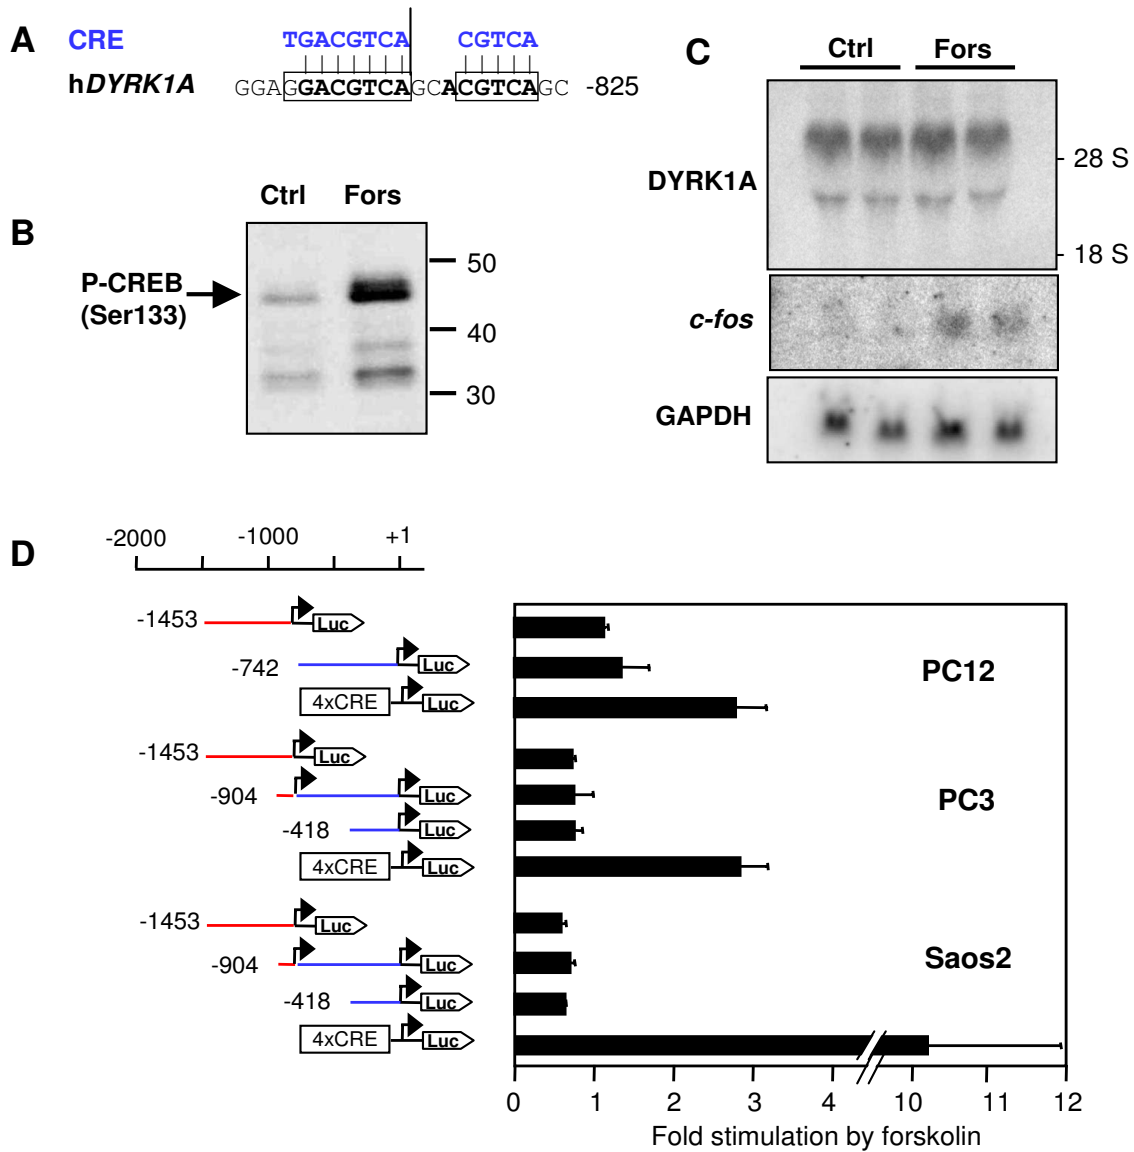 A
CRE
TGACGTCA CGTCA
hDYRK1A
GGAGGACGTCAGCACGTCAGC -825
B
Ctrl Fors
P-CREB
(Ser133)
50
40
30
C
Ctrl Fors
DYRK1A
28 S
18 S
c-fos
GAPDH
D
-2000 -1000 +1
-1453 Luc
-742 Luc
4xCRE Luc
PC12
-1453 Luc
-904 Luc
-418 Luc
4xCRE Luc
PC3
-1453 Luc
-904 Luc
-418 Luc
4xCRE Luc
Saos2
0 1 2 3 4 10 11 12
Fold stimulation by forskolin